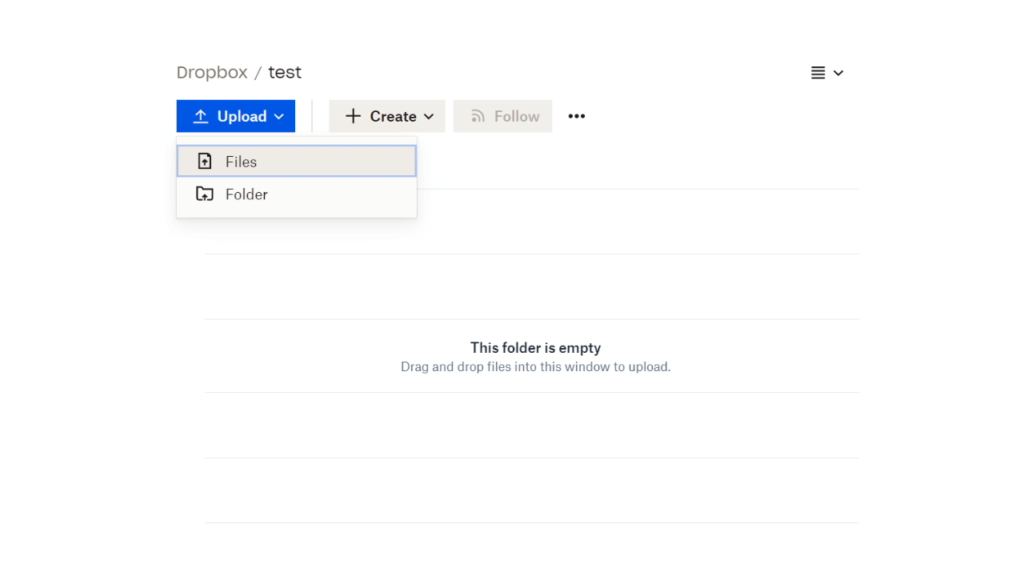 Dropbox / test
Upload Create Follow •••
Files
Folder
This folder is empty
Drag and drop files into this window to upload.